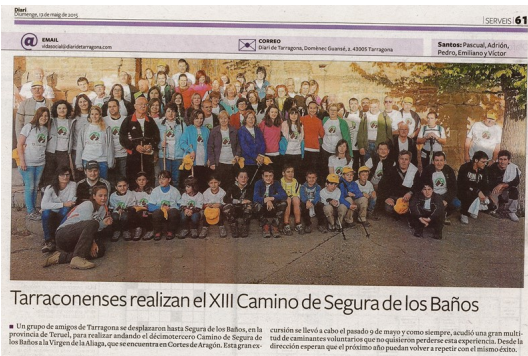 Diari
Diumenge, 17 de maig de 2015
SERVEIS 61
@ EMAIL
vidasocial@diaridetarragona.com
CORREO
Diari de Tarragona, Domènec Guansé, 2, 43005 Tarragona
Santos: Pascual, Adrián,
Pedro, Emiliano y Víctor
Tarraconenses realizan el XIII Camino de Segura de los Baños
Un grupo de amigos de Tarragona se desplazaron hasta Segura de los Baños, en la
provincia de Teruel, para realizar andando el décimotercero Camino de Segura de
los Baños a la Virgen de la Aliaga, que se encuentra en Cortes de Aragón. Esta gran ex-
cursión se llevó a cabo el pasado 9 de mayo y como siempre, acudió una gran multi-
tud de caminantes voluntarios que no quisieron perderse esta experiencia. Desde la
dirección esperan que el próximo año puedan volver a repetir con el mismo éxito.